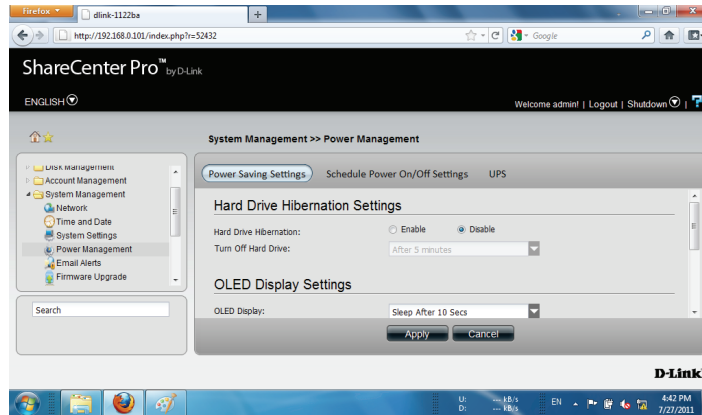 Firefox
dlink-1122ba
http://192.168.0.101/index.php?r=52432
Google
ShareCenter Pro™ by D-Link
ENGLISH
Welcome admin! | Logout | Shutdown | ?
System Management >> Power Management
Disk Management
Account Management
System Management
Network
Time and Date
System Settings
Power Management
Email Alerts
Firmware Upgrade
Search
Power Saving Settings Schedule Power On/Off Settings UPS
Hard Drive Hibernation Settings
Hard Drive Hibernation: Enable Disable
Turn Off Hard Drive: After 5 minutes
OLED Display Settings
OLED Display: Sleep After 10 Secs
Apply Cancel
D-Link
U: --- kB/s
D: --- kB/s
EN
4:42 PM
7/27/2011